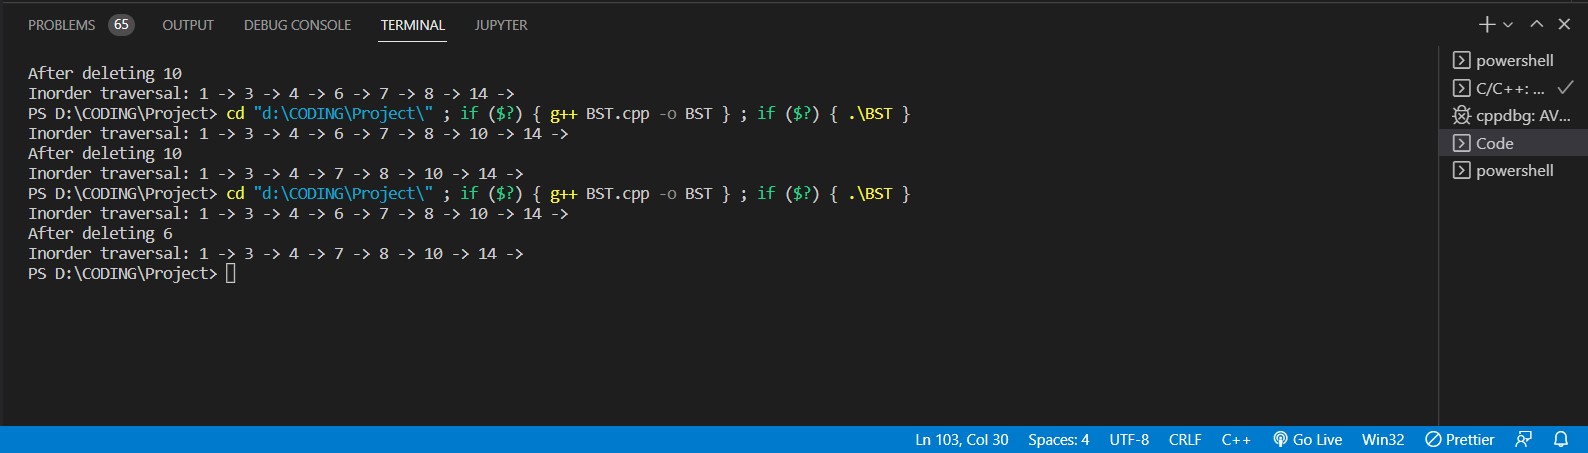 PROBLEMS 65 OUTPUT DEBUG CONSOLE TERMINAL JUPYTER
After deleting 10
Inorder traversal: 1 -> 3 -> 4 -> 6 -> 7 -> 8 -> 14 ->
PS D:\CODING\Project> cd "d:\CODING\Project\" ; if ($?) { g++ BST.cpp -o BST } ; if ($?) { .\BST }
Inorder traversal: 1 -> 3 -> 4 -> 6 -> 7 -> 8 -> 10 -> 14 ->
After deleting 10
Inorder traversal: 1 -> 3 -> 4 -> 7 -> 8 -> 10 -> 14 ->
PS D:\CODING\Project> cd "d:\CODING\Project\" ; if ($?) { g++ BST.cpp -o BST } ; if ($?) { .\BST }
Inorder traversal: 1 -> 3 -> 4 -> 6 -> 7 -> 8 -> 10 -> 14 ->
After deleting 6
Inorder traversal: 1 -> 3 -> 4 -> 7 -> 8 -> 10 -> 14 ->
PS D:\CODING\Project>
powershell
C/C++: ...
cppdbg: AV...
Code
powershell
Ln 103, Col 30 Spaces: 4 UTF-8 CRLF C++ Go Live Win32 Prettier